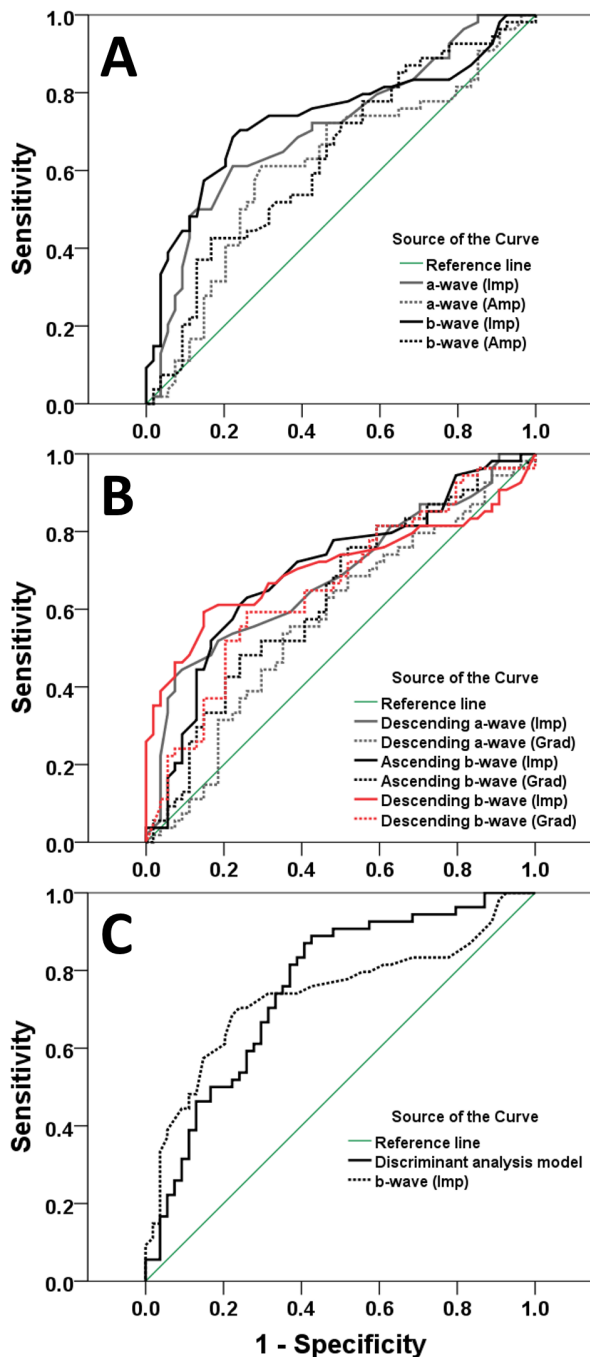 A
1.0
0.8
0.6
0.4
0.2
0.0
Sensitivity
Source of the Curve
Reference line
a-wave (Imp)
a-wave (Amp)
b-wave (Imp)
b-wave (Amp)
0.0 0.2 0.4 0.6 0.8 1.0
B
1.0
0.8
0.6
0.4
0.2
0.0
Sensitivity
Source of the Curve
Reference line
Descending a-wave (Imp)
Descending a-wave (Grad)
Ascending b-wave (Imp)
Ascending b-wave (Grad)
Descending b-wave (Imp)
Descending b-wave (Grad)
0.0 0.2 0.4 0.6 0.8 1.0
C
1.0
0.8
0.6
0.4
0.2
0.0
Sensitivity
Source of the Curve
Reference line
Discriminant analysis model
b-wave (Imp)
0.0 0.2 0.4 0.6 0.8 1.0
1 - Specificity